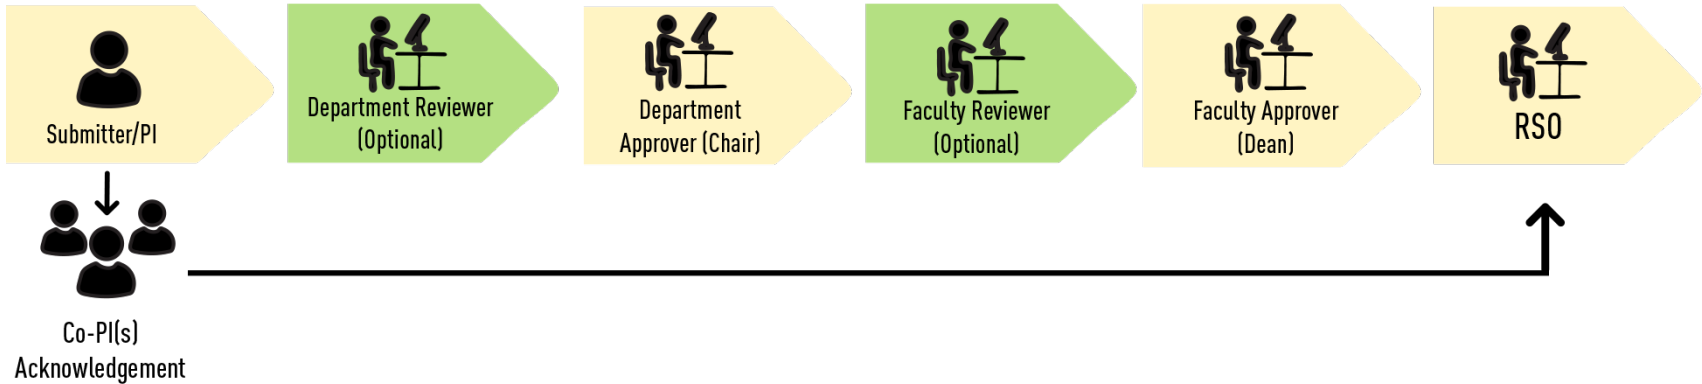 Submitter/PI
Department Reviewer
(Optional)
Department
Approver (Chair)
Faculty Reviewer
(Optional)
Faculty Approver
(Dean)
RSO
Co-PI(s)
Acknowledgement